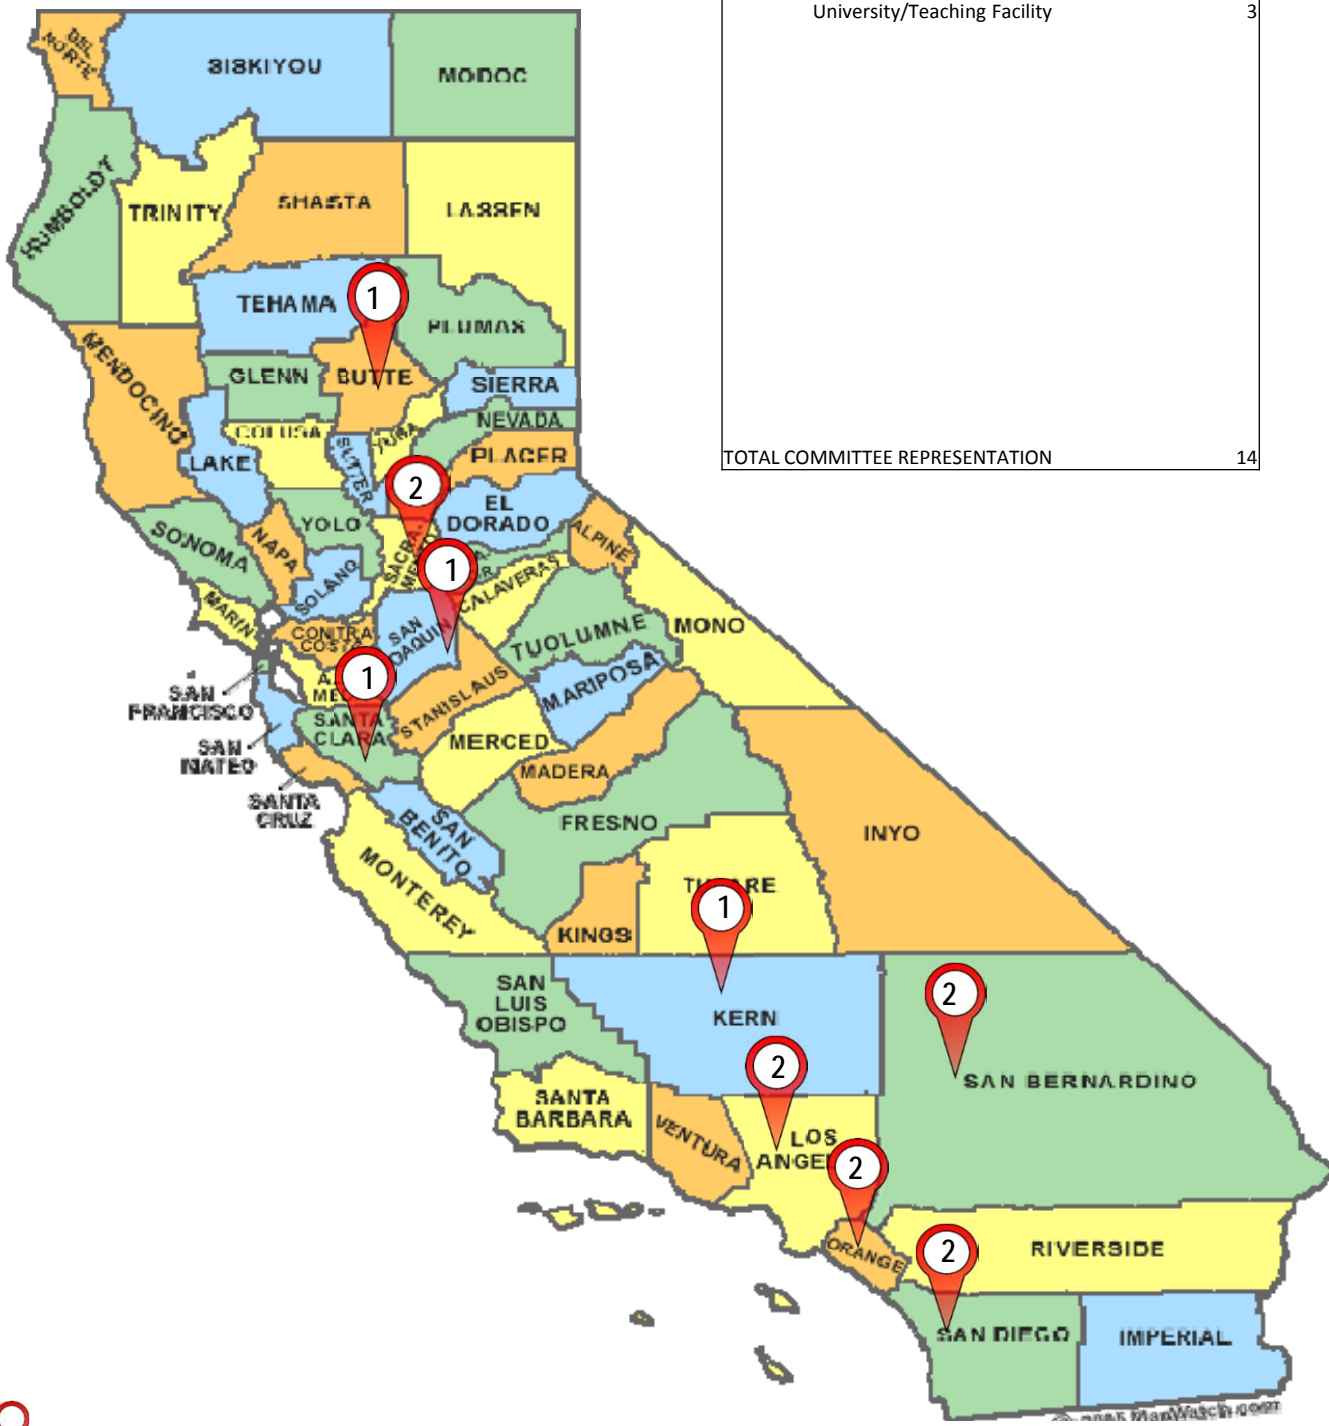 University/Teaching Facility 3
TOTAL COMMITTEE REPRESENTATION 14
DEL
NORTE
SISKIYOU
MODOC
HUMBOLDT
TRINITY
SHASTA
LASSEN
TEHAMA
1
PLUMAS
MENDOCINO
GLENN
BUTTE
SIERRA
COLUSA
NEVADA
YUBA
SUTTER
PLACER
LAKE
2
EL
DORADO
YOLO
SONOMA
NAPA
ALPINE
SACRA-
1
SOLANO
CALAVERAS
MARIN
CONTRA
COSTA
SAN
TUOLUMNE
MONO
1
MARIPOSA
STANISLAUS
SAN
FRANCISCO
SANTA
CLARA
SAN
MATEO
MERCED
MADERA
SANTA
CRUZ
SAN
BENITO
FRESNO
INYO
MONTEREY
1
KINGS
SAN
LUIS
OBISPO
2
KERN
2
SAN BERNARDINO
SANTA
BARBARA
VENTURA
LOS
2
ORANGE
2
RIVERSIDE
SAN DIEGO
IMPERIAL